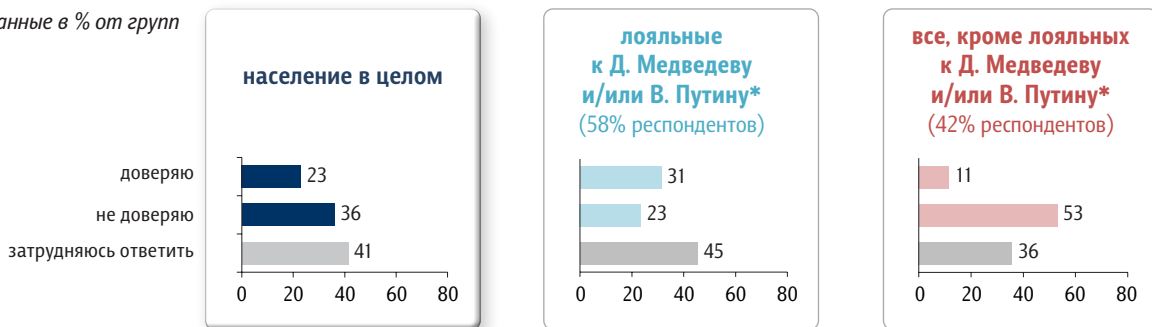 анные в % от групп
население в целом
доверяю 23
не доверяю 36
затрудняюсь ответить 41
0 20 40 60 80
лояльные
к Д. Медведеву
и/или В. Путину*
(58% респондентов)
31
23
45
0 20 40 60 80
все, кроме лояльных
к Д. Медведеву
и/или В. Путину*
(42% респондентов)
11
53
36
0 20 40 60 80